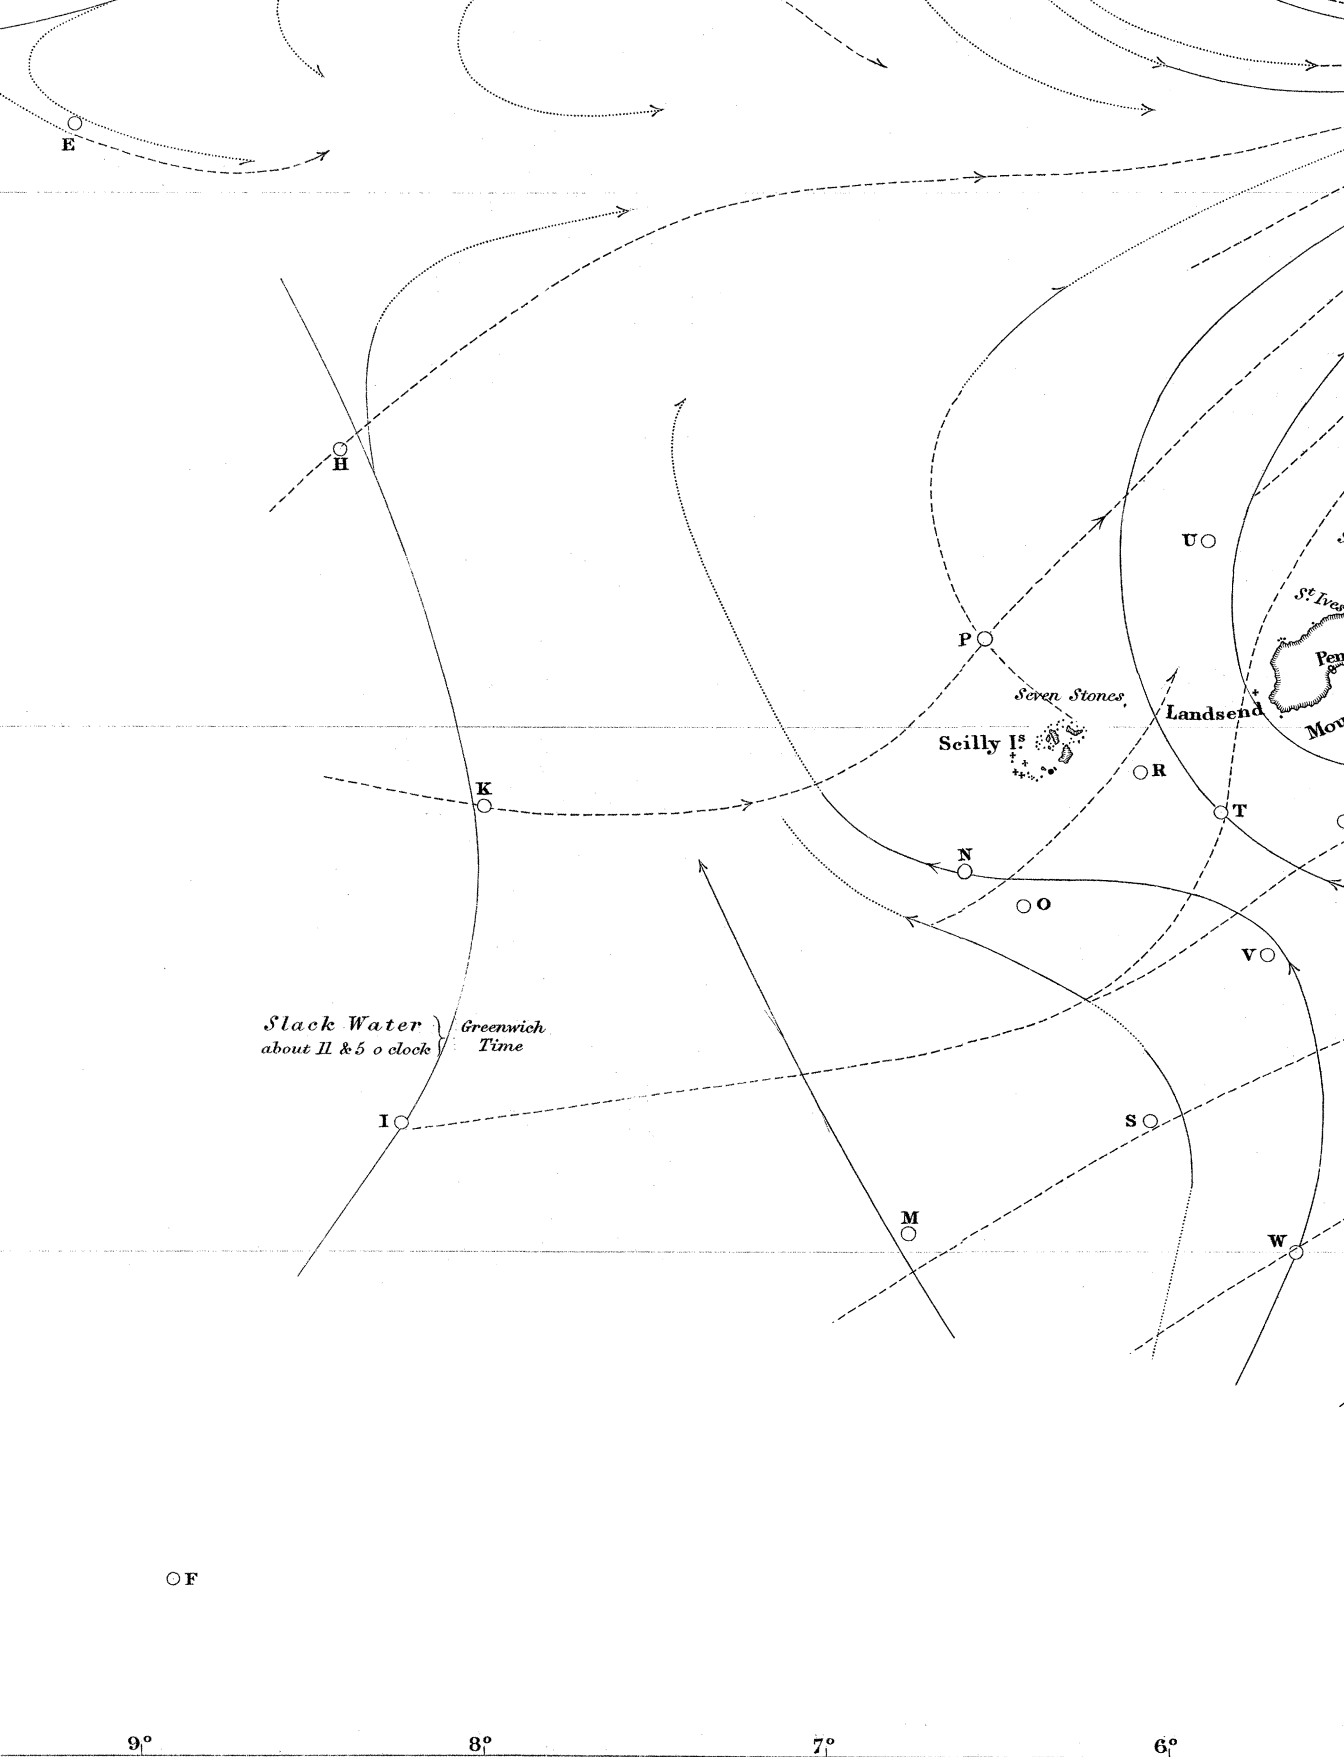 E
H
U
St. Ives
P
Seven Stones,
Landsend
Scilly Is.
R
K
T
N
O
V
Slack Water
about 11 & 5 o clock
Greenwich
Time
I
S
M
W
F
9°
8°
7°
6°